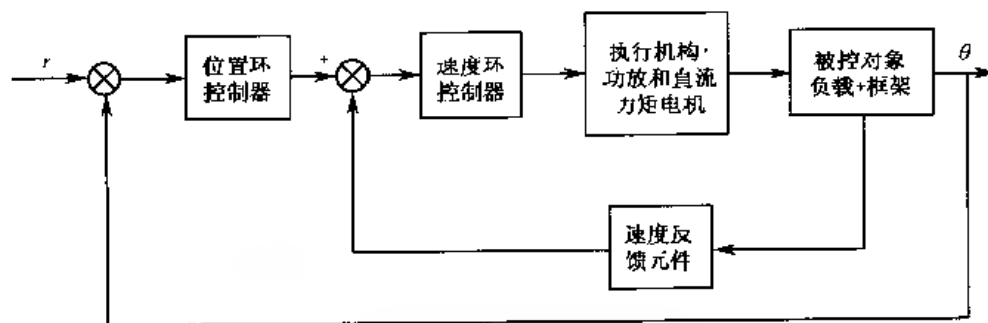 r
位置环
控制器
+
速度环
控制器
执行机构·
功放和直流
力矩电机
被控对象
负载+框架
θ
速度反
馈元件